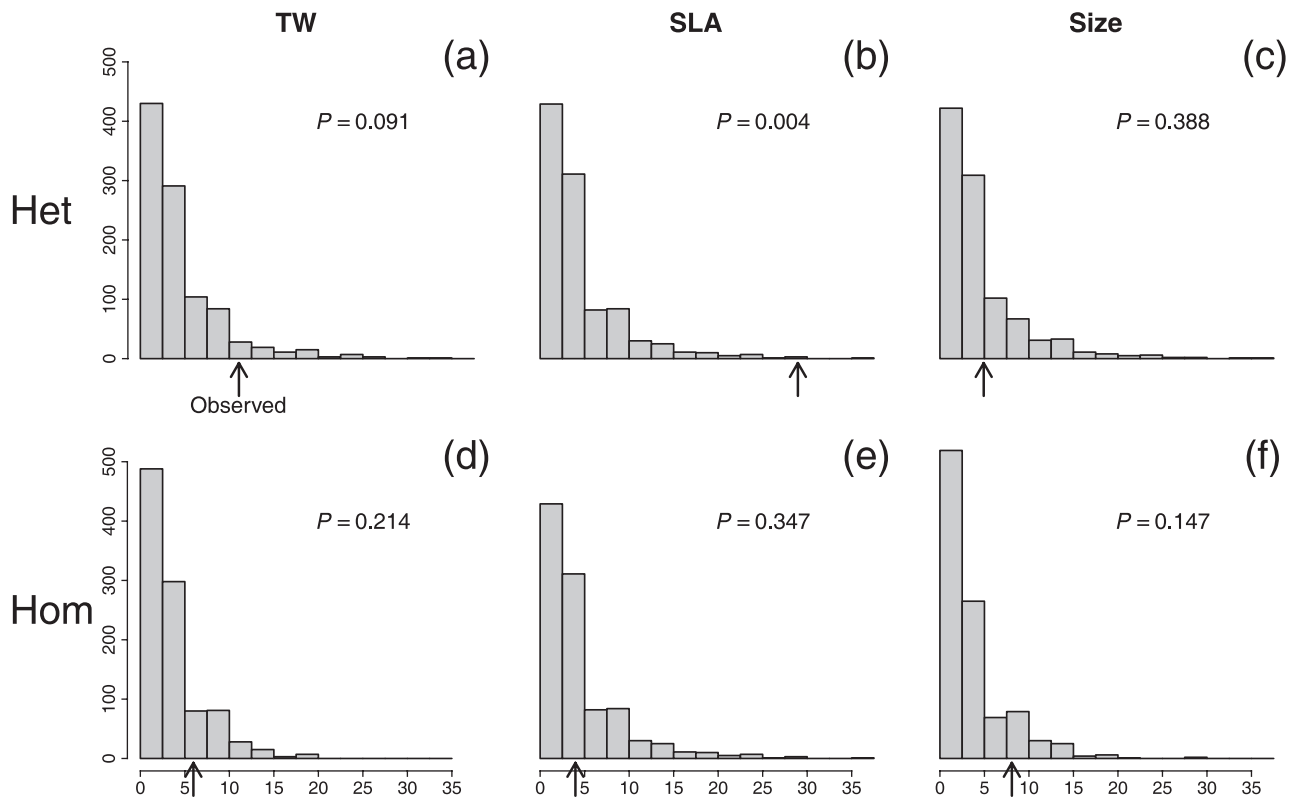 TW SLA Size
(a) (b) (c)
500
400
300
200
100
0
P = 0.091 P = 0.004 P = 0.388
Het
Observed
(d) (e) (f)
500
400
300
200
100
0
P = 0.214 P = 0.347 P = 0.147
Hom
0 5 10 15 20 25 30 35 0 5 10 15 20 25 30 35 0 5 10 15 20 25 30 35